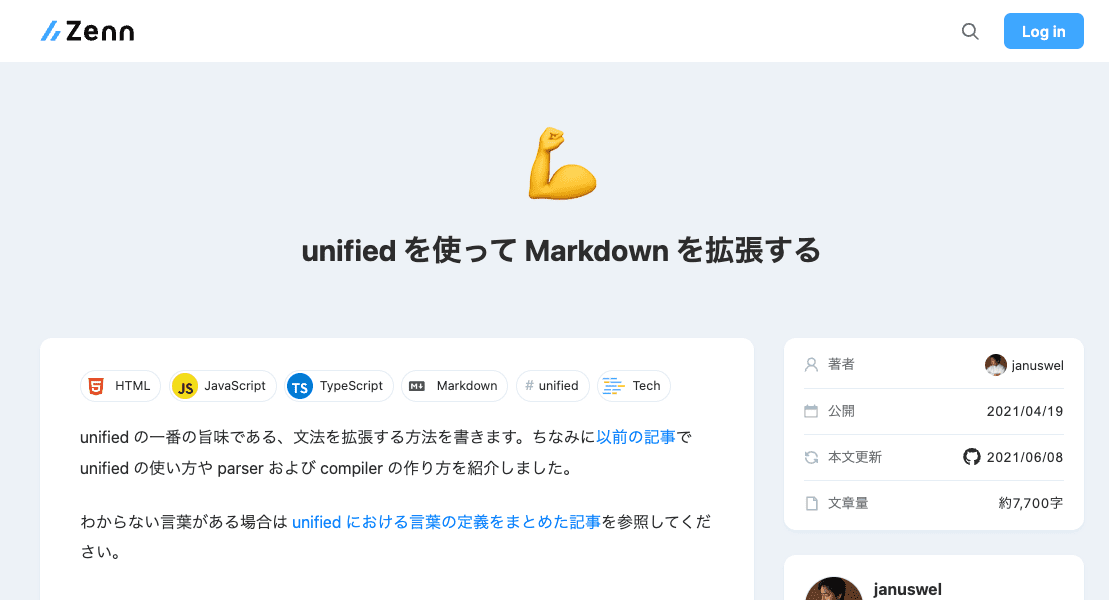 Zenn
Log in
unified を使って Markdown を拡張する
HTML
JavaScript
TypeScript
Markdown
# unified
Tech
unified の一番の旨味である、文法を拡張する方法を書きます。ちなみに以前の記事で
unified の使い方や parser および compiler の作り方を紹介しました。
わからない言葉がある場合は unified における言葉の定義をまとめた記事を参照してくだ
さい。
著者 januswel
公開 2021/04/19
本文更新 2021/06/08
文章量 約7,700字
januswel